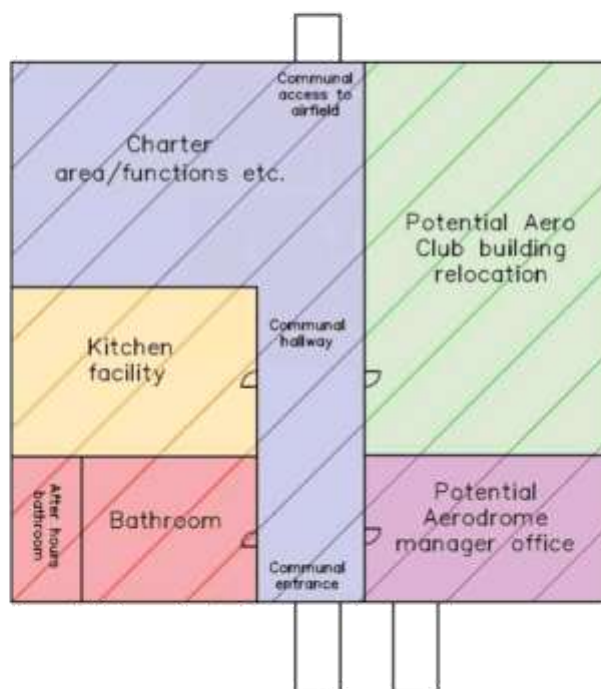 Communal
access to
airfield
Charter
area/functions etc.
Potential Aero
Club building
relocation
Communal
hallway
Kitchen
facility
After hours
bathroom
Bathroom
Potential
Aerodrome
manager office
Communal
entrance